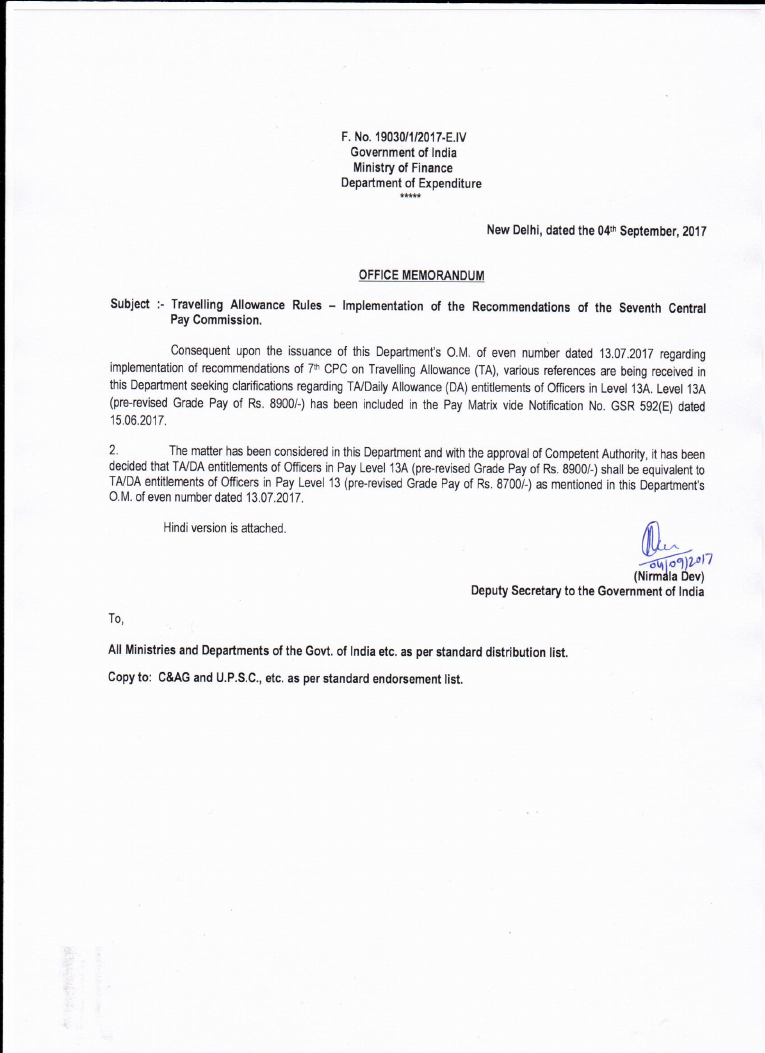 F. No. 19030/1/2017-E.IV
Government of India
Ministry of Finance
Department of Expenditure
*****
New Delhi, dated the 04th September, 2017
OFFICE MEMORANDUM
Subject :- Travelling Allowance Rules – Implementation of the Recommendations of the Seventh Central
Pay Commission.
Consequent upon the issuance of this Department's O.M. of even number dated 13.07.2017 regarding
implementation of recommendations of 7th CPC on Travelling Allowance (TA), various references are being received in
this Department seeking clarifications regarding TA/Daily Allowance (DA) entitlements of Officers in Level 13A. Level 13A
(pre-revised Grade Pay of Rs. 8900/-) has been included in the Pay Matrix vide Notification No. GSR 592(E) dated
15.06.2017.
2. The matter has been considered in this Department and with the approval of Competent Authority, it has been
decided that TA/DA entitlements of Officers in Pay Level 13A (pre-revised Grade Pay of Rs. 8900/-) shall be equivalent to
TA/DA entitlements of Officers in Pay Level 13 (pre-revised Grade Pay of Rs. 8700/-) as mentioned in this Department's
O.M. of even number dated 13.07.2017.
Hindi version is attached.
04/09/2017
(Nirmala Dev)
Deputy Secretary to the Government of India
To,
All Ministries and Departments of the Govt. of India etc. as per standard distribution list.
Copy to: C&AG and U.P.S.C., etc. as per standard endorsement list.